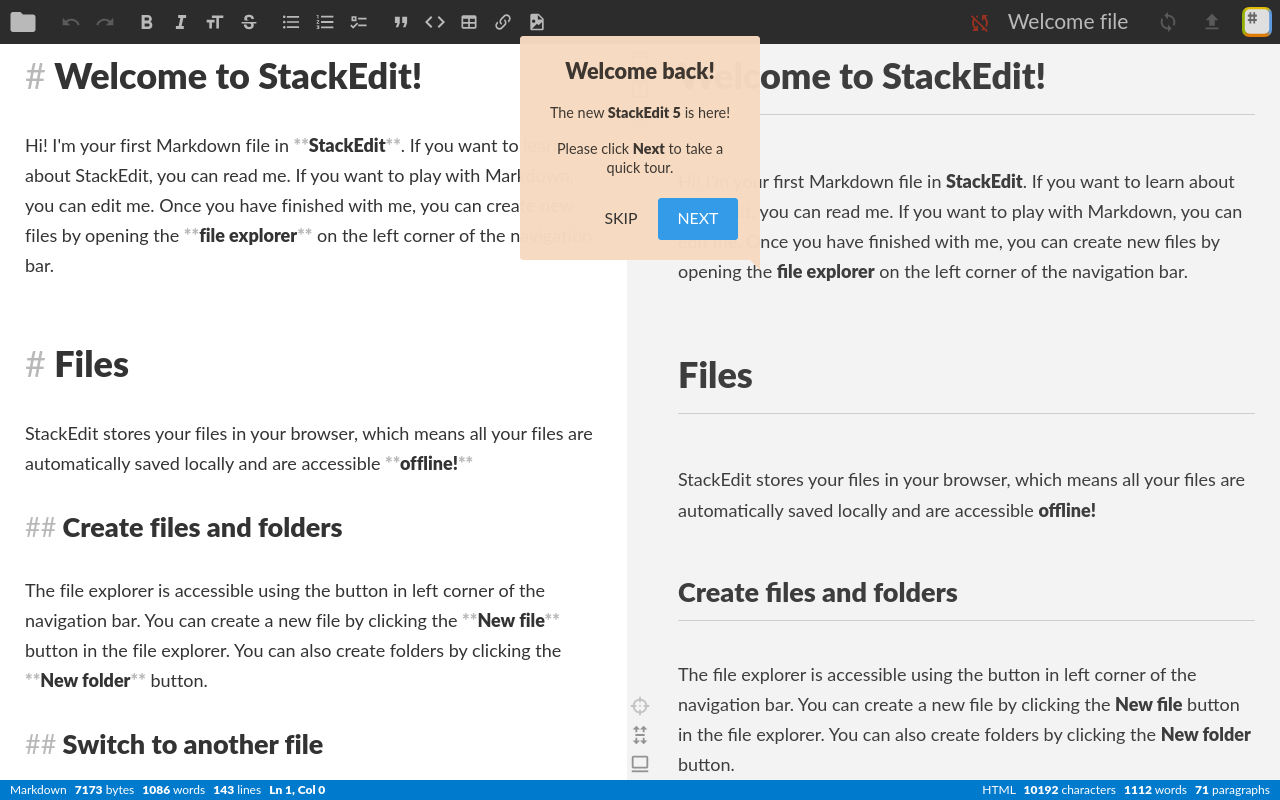 Welcome file
# Welcome to StackEdit!
Hi! I'm your first Markdown file in **StackEdit**. If you want to learn
about StackEdit, you can read me. If you want to play with Markdown,
you can edit me. Once you have finished with me, you can create new
files by opening the **file explorer** on the left corner of the navigation
bar.
# Files
StackEdit stores your files in your browser, which means all your files are
automatically saved locally and are accessible **offline!**
## Create files and folders
The file explorer is accessible using the button in left corner of the
navigation bar. You can create a new file by clicking the **New file**
button in the file explorer. You can also create folders by clicking the
**New folder** button.
## Switch to another file
Welcome back!
The new StackEdit 5 is here!
Please click Next to take a
quick tour.
SKIP
NEXT
Welcome to StackEdit!
Hi! I'm your first Markdown file in StackEdit. If you want to learn about
StackEdit, you can read me. If you want to play with Markdown, you can
edit me. Once you have finished with me, you can create new files by
opening the file explorer on the left corner of the navigation bar.
Files
StackEdit stores your files in your browser, which means all your files are
automatically saved locally and are accessible offline!
Create files and folders
The file explorer is accessible using the button in left corner of the
navigation bar. You can create a new file by clicking the New file button
in the file explorer. You can also create folders by clicking the New folder
button.
Markdown 7173 bytes 1086 words 143 lines Ln 1, Col 0
HTML 10192 characters 1112 words 71 paragraphs